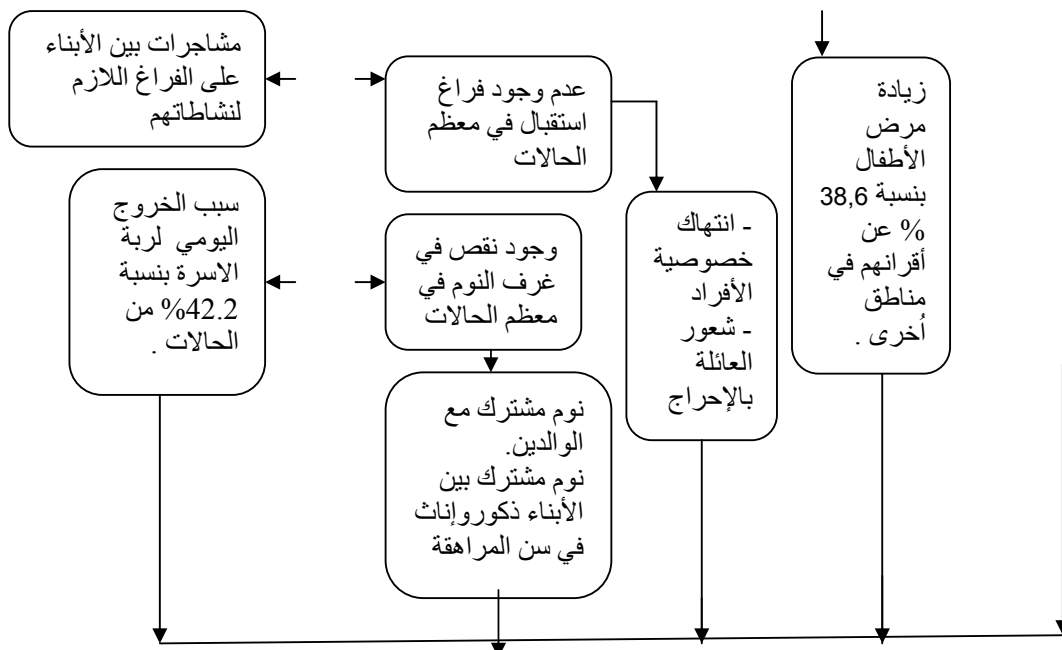 زيادة
مرض
الأطفال
بنسبة 38,6
% عن
أقرانهم في
مناطق
اُخرى .
عدم وجود فراغ
استقبال في معظم
الحالات
مشاجرات بين الأبناء
على الفراغ اللازم
لنشاطاتهم
- انتهاك
خصوصية
الأفراد
- شعور
العائلة
بالإحراج
وجود نقص في
غرف النوم في
معظم الحالات
سبب الخروج
اليومي لربة
الاسرة بنسبة
42.2% من
الحالات .
نوم مشترك مع
الوالدين.
نوم مشترك بين
الأبناء ذكوروإناث
في سن المراهقة